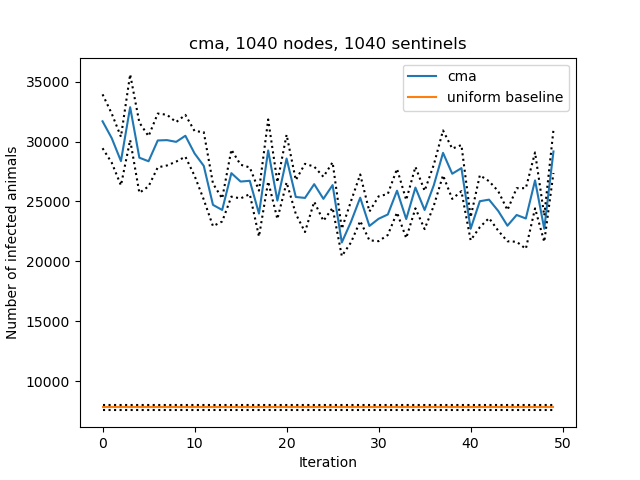 cma, 1040 nodes, 1040 sentinels
cma
uniform baseline
Number of infected animals
35000
30000
25000
20000
15000
10000
0
10
20
30
40
50
Iteration